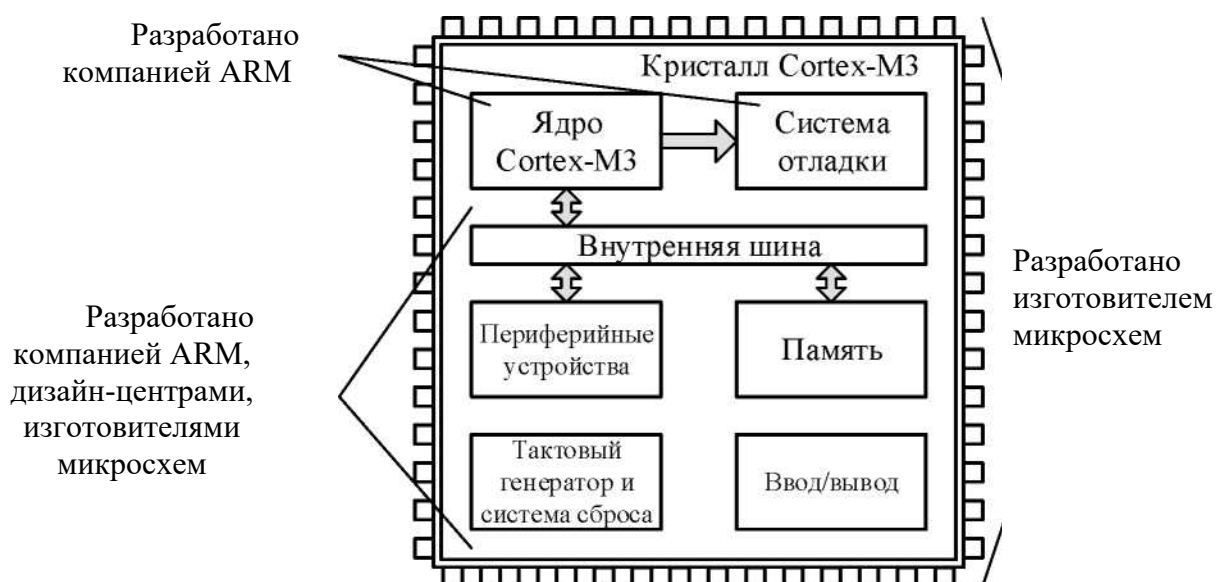 Разработано
компанией ARM
Кристалл Cortex-M3
Ядро
Cortex-M3
Система
отладки
Внутренняя шина
Разработано
изготовителем
микросхем
Разработано
компанией ARM,
дизайн-центрами,
изготовителями
микросхем
Периферийные
устройства
Память
Тактовый
генератор и
система сброса
Ввод/вывод